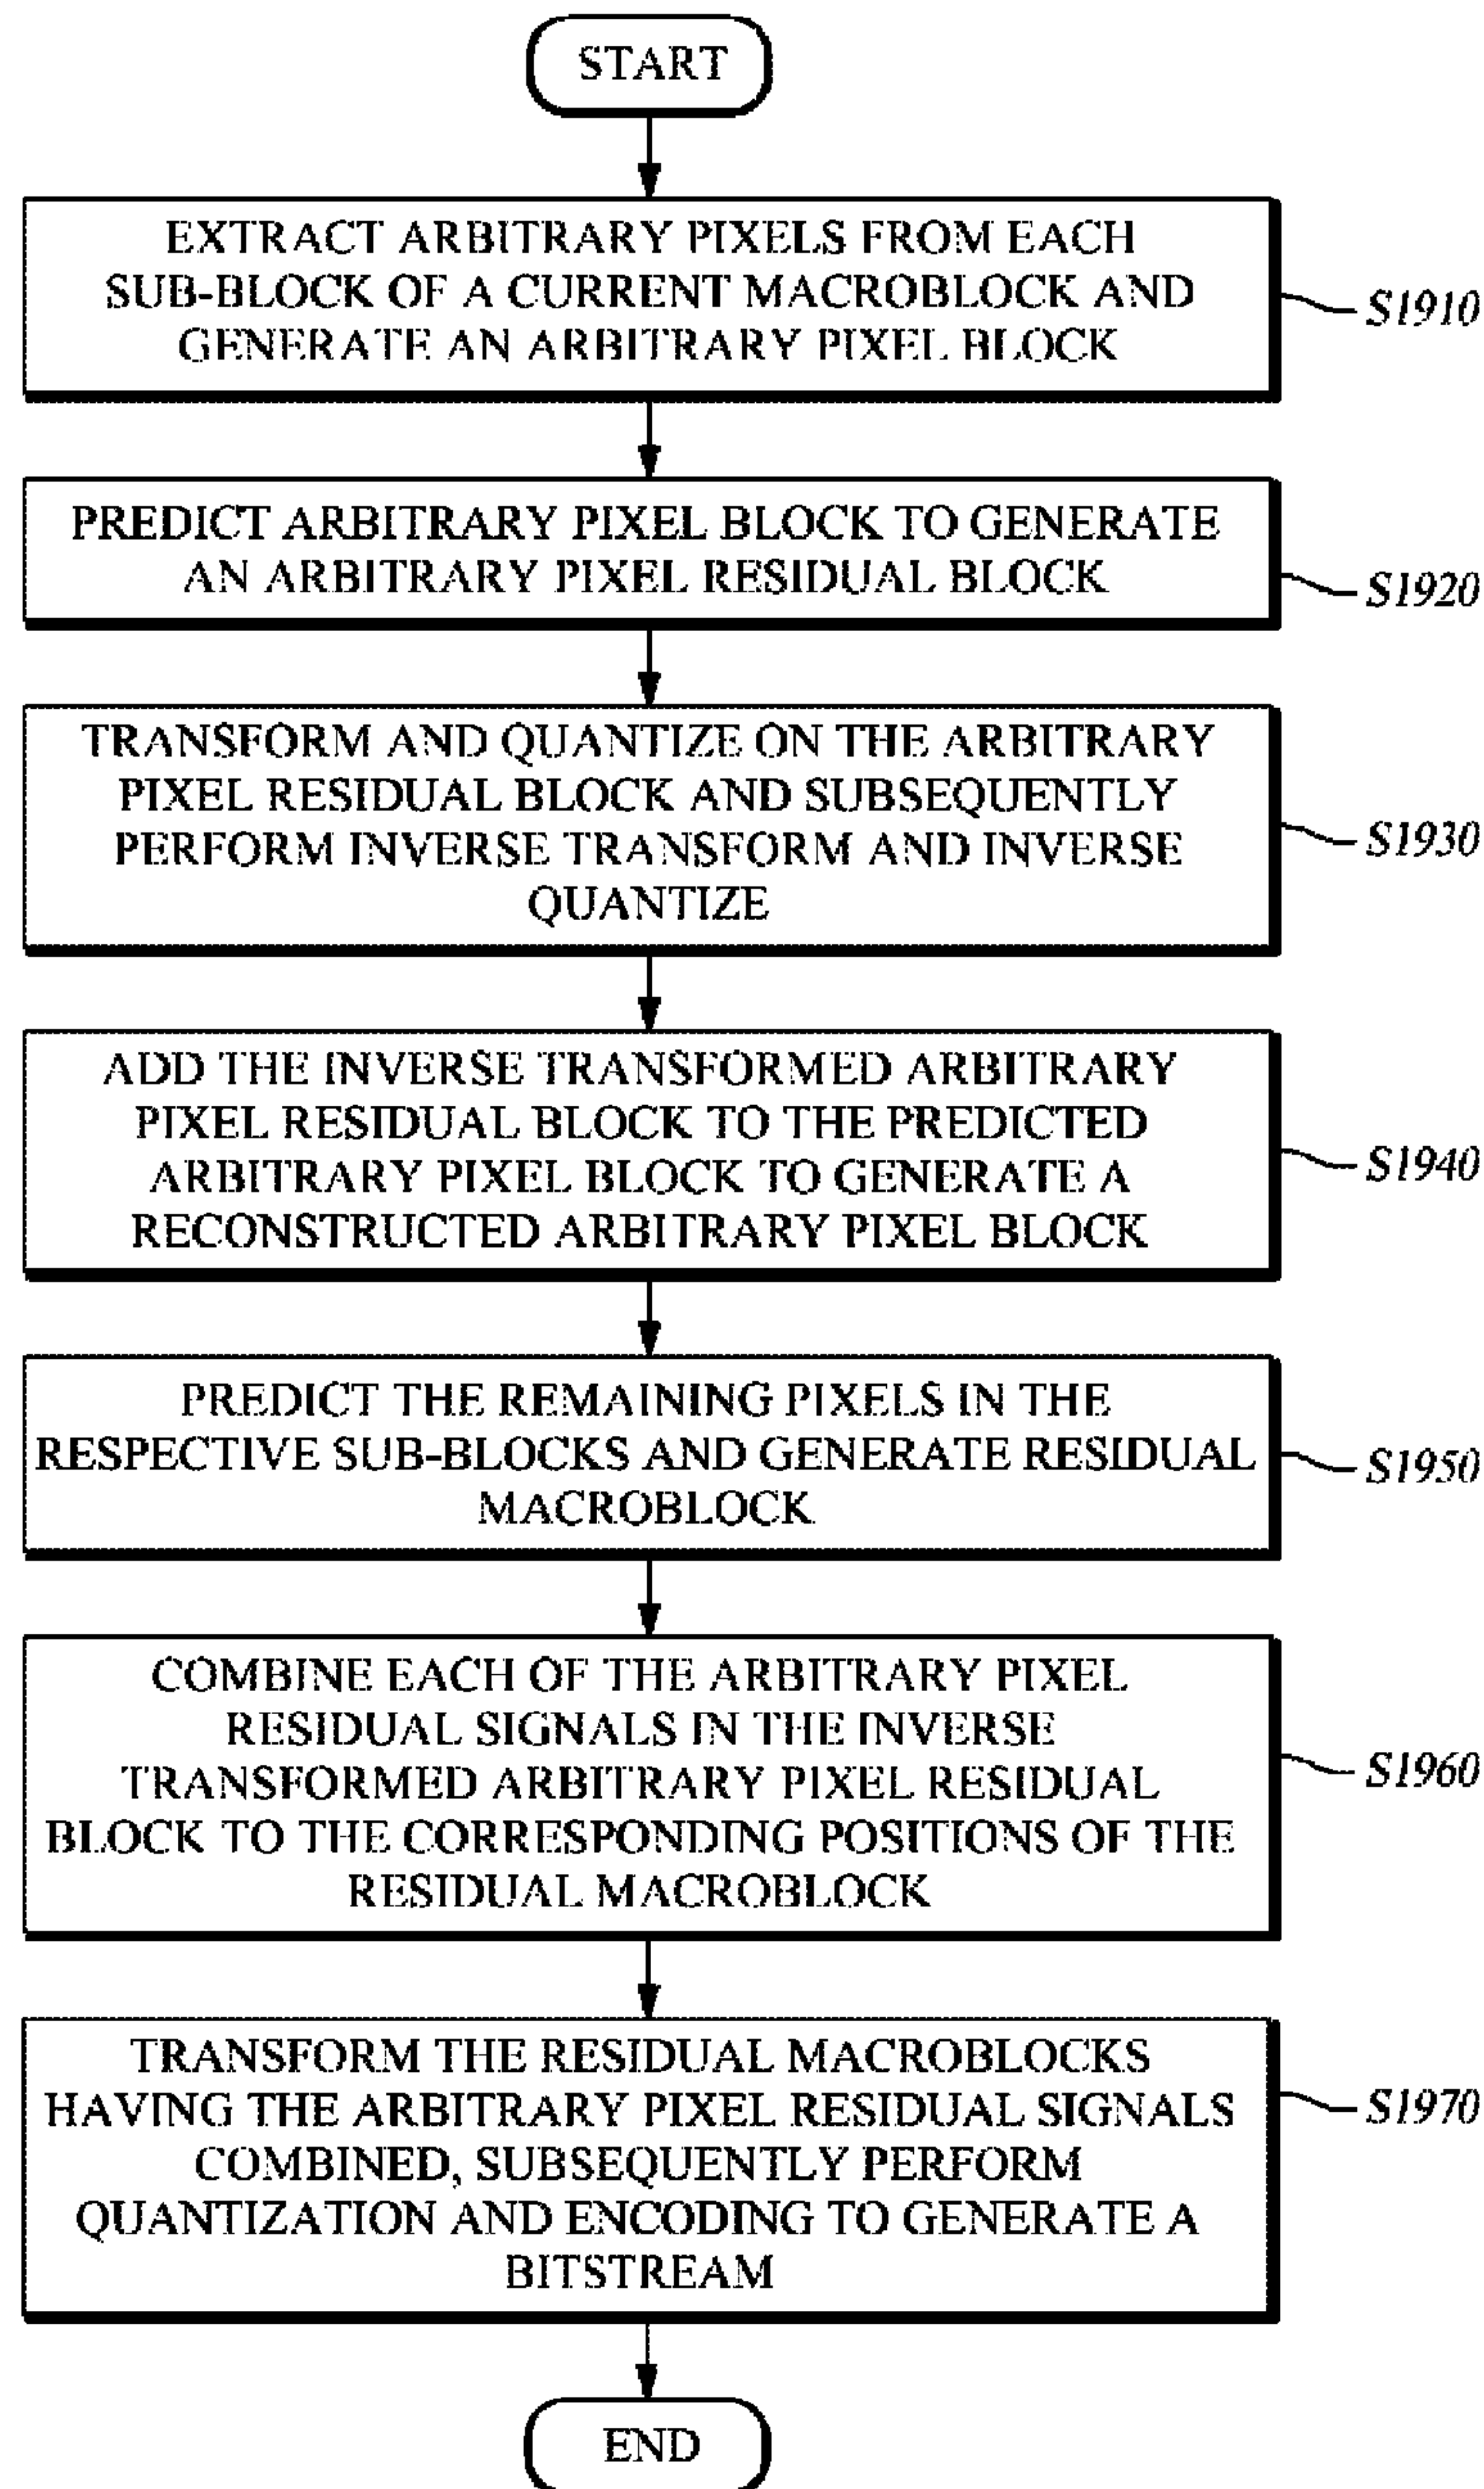 START
EXTRACT ARBITRARY PIXELS FROM EACH
SUB-BLOCK OF A CURRENT MACROBLOCK AND
GENERATE AN ARBITRARY PIXEL BLOCK
S1910
PREDICT ARBITRARY PIXEL BLOCK TO GENERATE
AN ARBITRARY PIXEL RESIDUAL BLOCK
S1920
TRANSFORM AND QUANTIZE ON THE ARBITRARY
PIXEL RESIDUAL BLOCK AND SUBSEQUENTLY
PERFORM INVERSE TRANSFORM AND INVERSE
QUANTIZE
S1930
ADD THE INVERSE TRANSFORMED ARBITRARY
PIXEL RESIDUAL BLOCK TO THE PREDICTED
ARBITRARY PIXEL BLOCK TO GENERATE A
RECONSTRUCTED ARBITRARY PIXEL BLOCK
S1940
PREDICT THE REMAINING PIXELS IN THE
RESPECTIVE SUB-BLOCKS AND GENERATE RESIDUAL
MACROBLOCK
S1950
COMBINE EACH OF THE ARBITRARY PIXEL
RESIDUAL SIGNALS IN THE INVERSE
TRANSFORMED ARBITRARY PIXEL RESIDUAL
BLOCK TO THE CORRESPONDING POSITIONS OF THE
RESIDUAL MACROBLOCK
S1960
TRANSFORM THE RESIDUAL MACROBLOCKS
HAVING THE ARBITRARY PIXEL RESIDUAL SIGNALS
COMBINED, SUBSEQUENTLY PERFORM
QUANTIZATION AND ENCODING TO GENERATE A
BITSTREAM
S1970
END